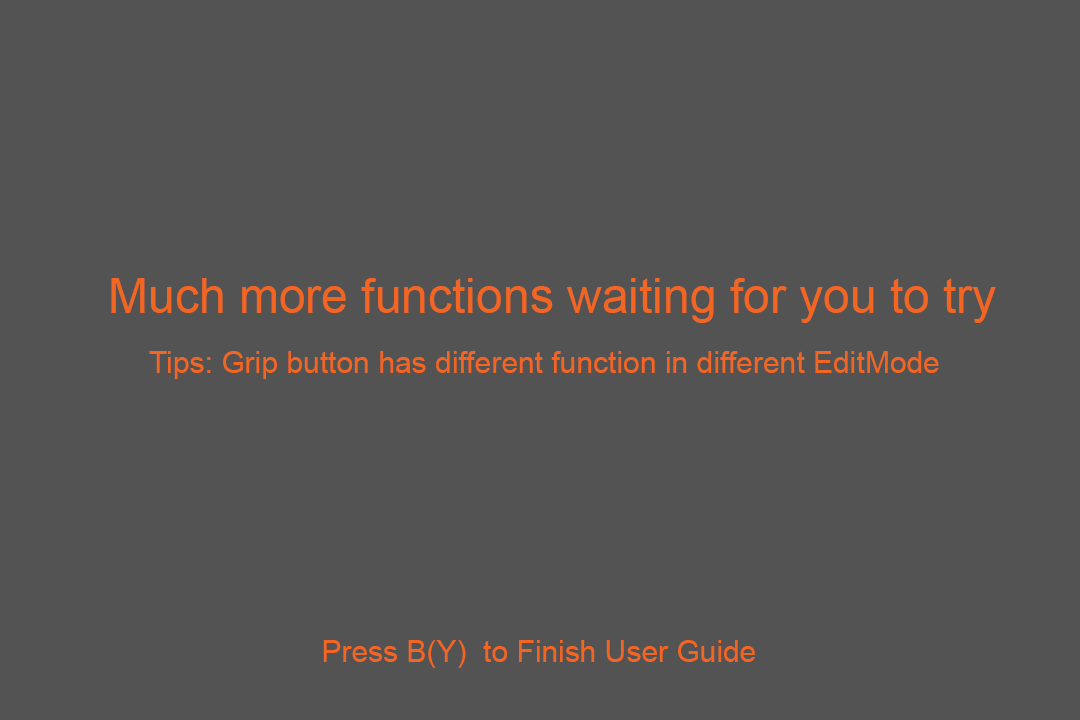 Much more functions waiting for you to try
Tips: Grip button has different function in different EditMode
Press B(Y)  to Finish User Guide